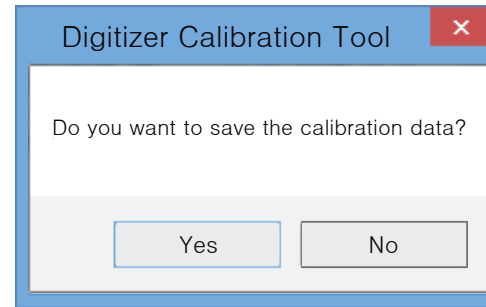 Digitizer Calibration Tool
Do you want to save the calibration data?
Yes
No